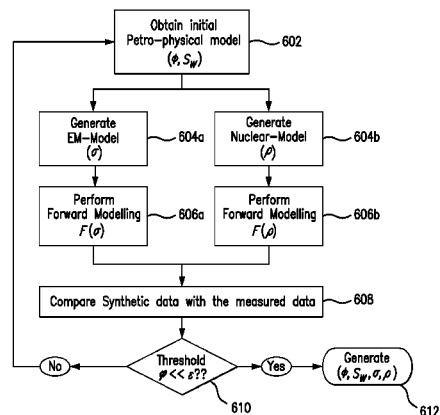 Obtain initial
Petro-physical model
(ϕ, S_w)
602
Generate
EM-Model
(σ)
604a
Generate
Nuclear-Model
(ρ)
604b
Perform
Forward Modelling
F(σ)
606a
Perform
Forward Modelling
F(ρ)
606b
Compare Synthetic data with the measured data
608
No
Threshold
φ << ε??
Yes
610
Generate
(ϕ, S_w, σ, ρ)
612